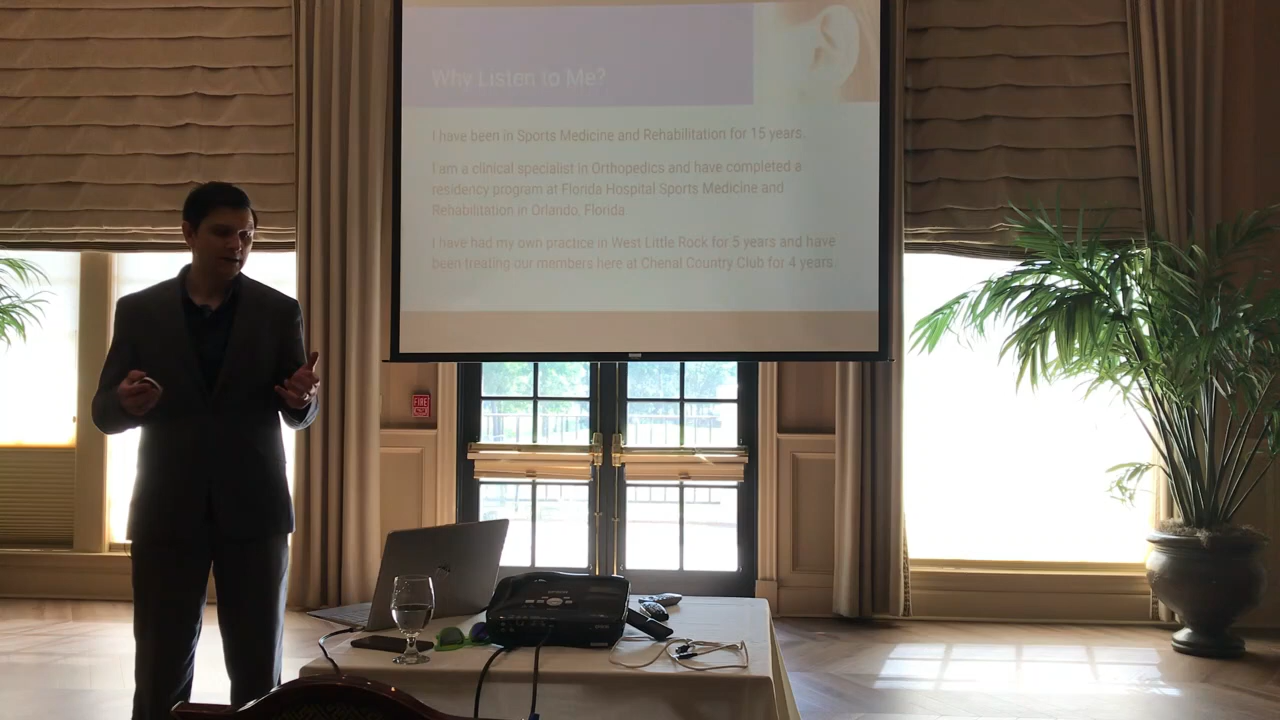 Why Listen to Me?
I have been in Sports Medicine and Rehabilitation for 15 years.
I am a clinical specialist in Orthopedics and have completed a
residency program at Florida Hospital Sports Medicine and
Rehabilitation in Orlando, Florida
I have had my own practice in West Little Rock for 5 years and have
been treating our members here at Chenal Country Club for 4 years.
FIRE
EPSON